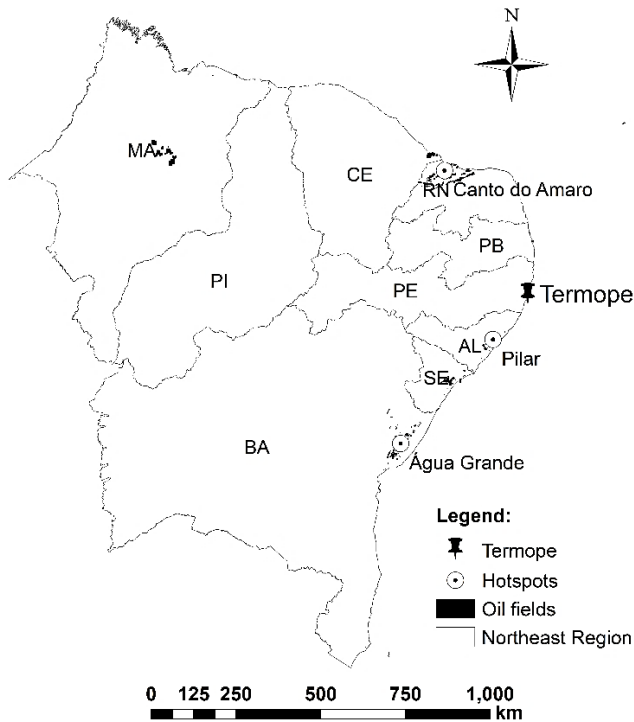 N
MA
CE
RN Canto do Amaro
PB
PI
PE
Termope
AL
Pilar
SE
BA
Água Grande
Legend:
Termope
Hotspots
Oil fields
Northeast Region
0 125 250 500 750 1,000
km